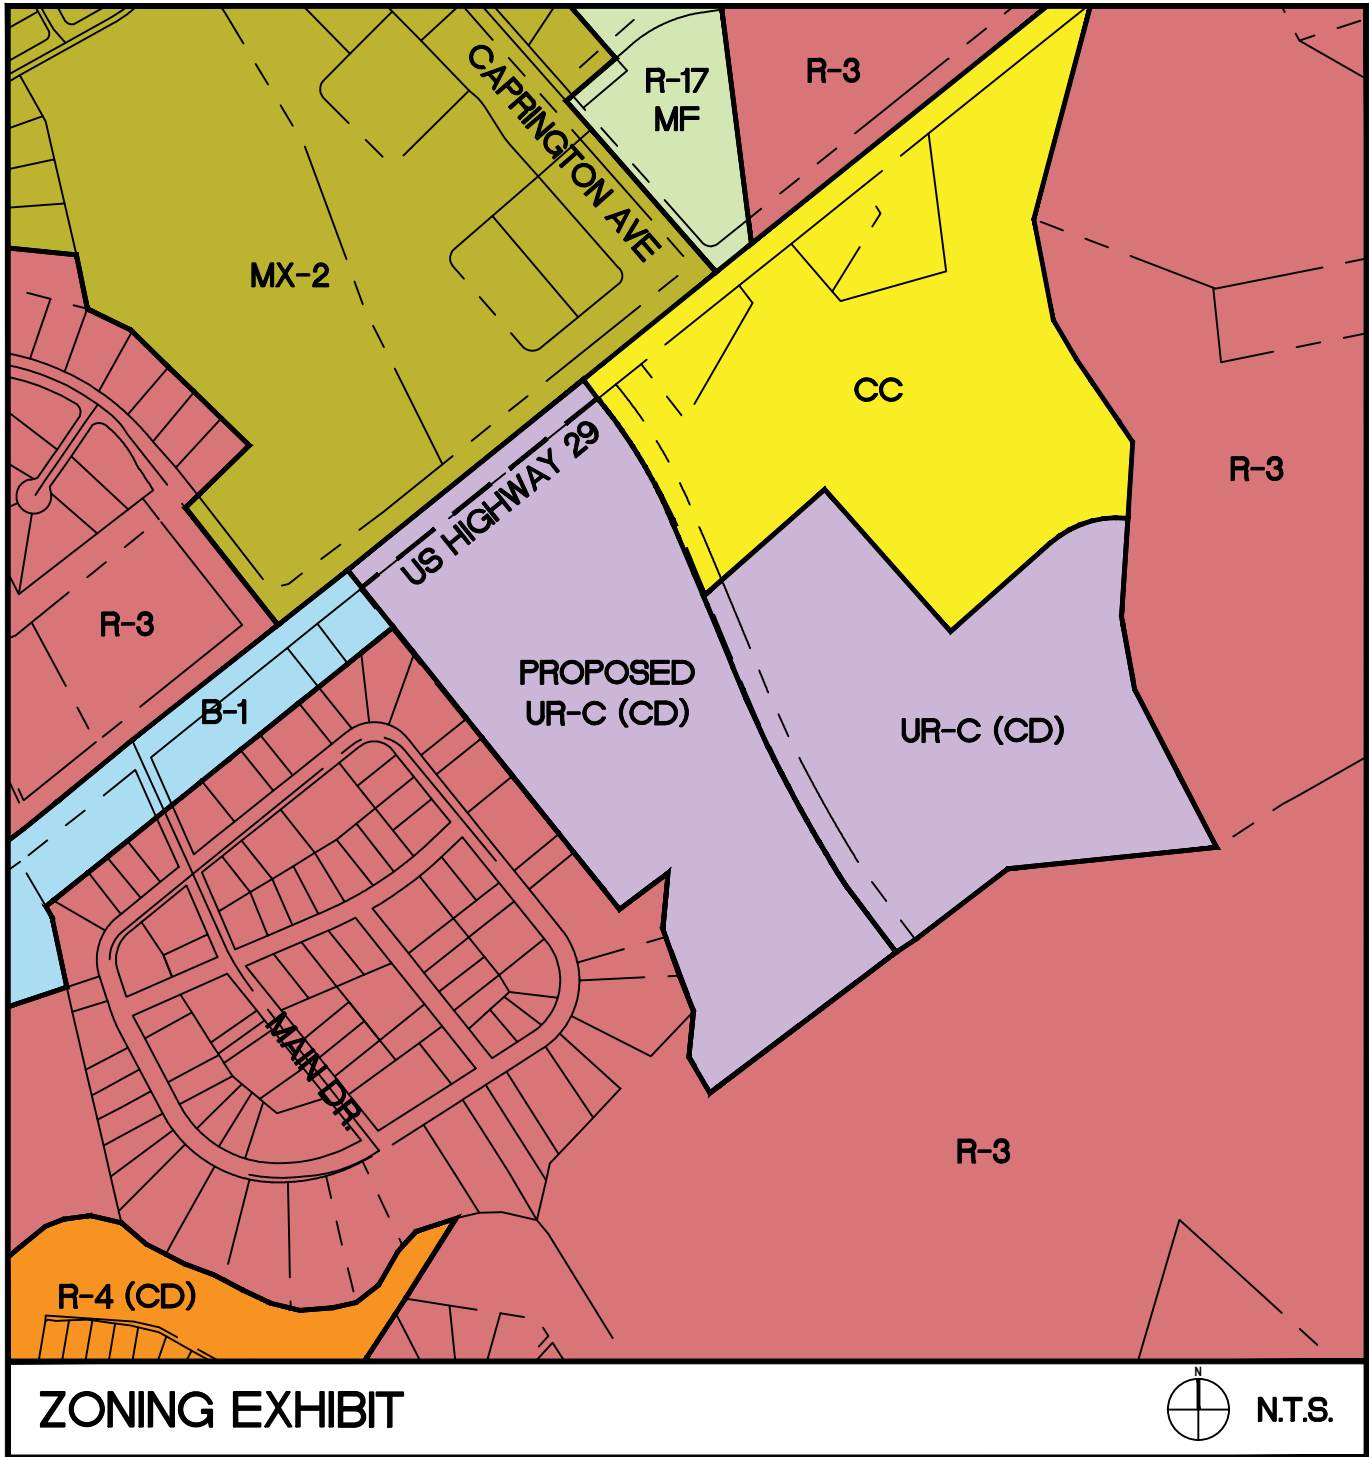 CAPRINGTON AVE
R-17
MF
R-3
MX-2
CC
US HIGHWAY 29
R-3
R-3
PROPOSED
UR-C (CD)
B-1
UR-C (CD)
MAIN DR.
R-3
R-4 (CD)
ZONING EXHIBIT
N
N.T.S.